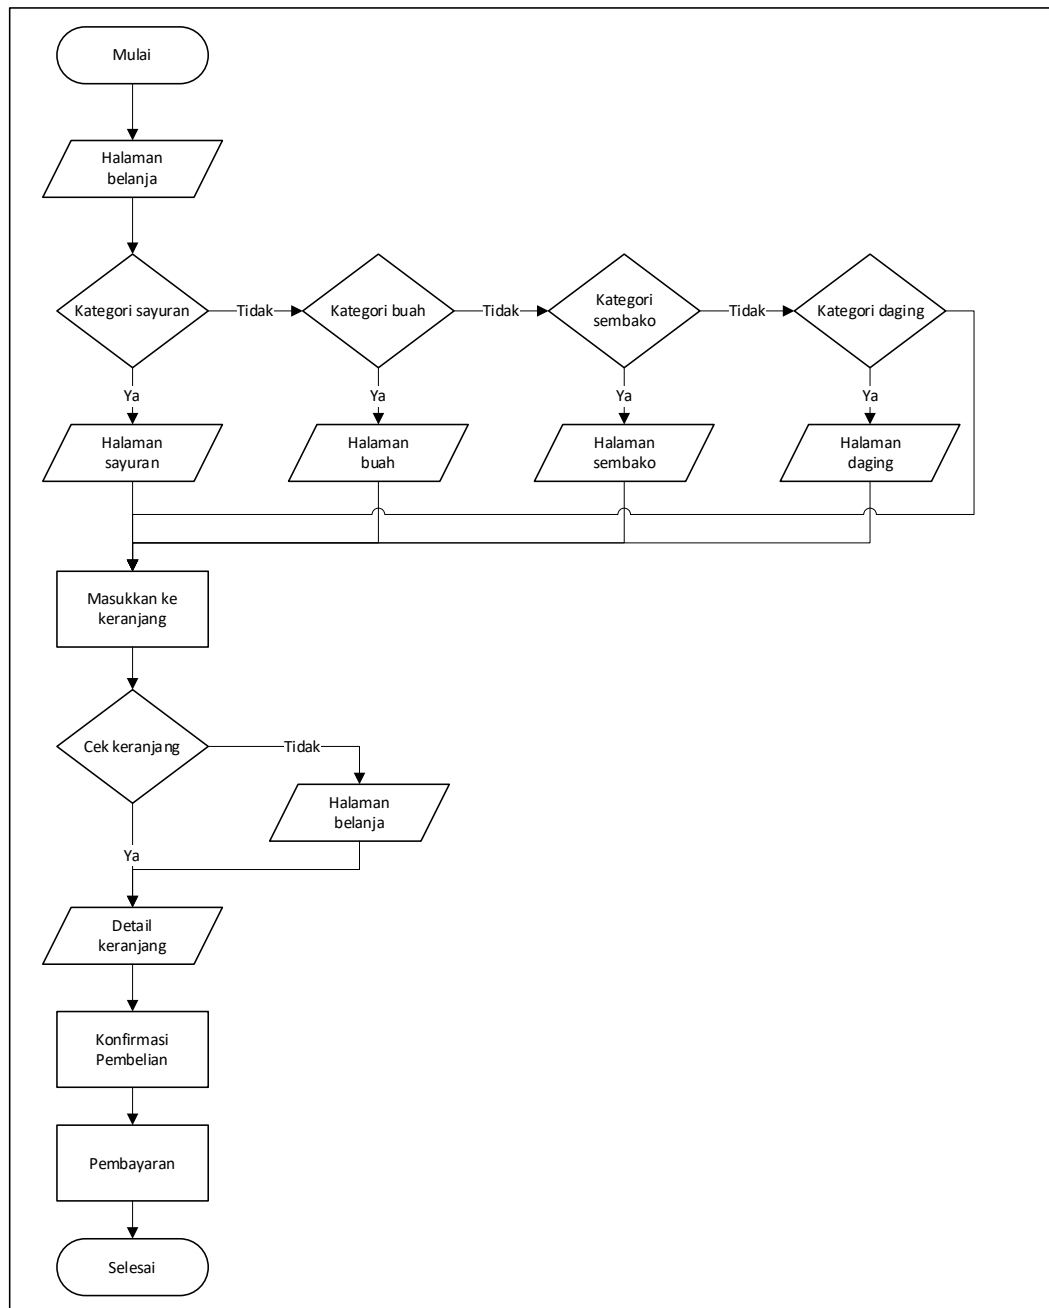 Mulai
Halaman
belanja
Kategori sayuran
Tidak
Kategori buah
Tidak
Kategori
sembako
Tidak
Kategori daging
Ya
Ya
Ya
Ya
Halaman
sayuran
Halaman
buah
Halaman
sembako
Halaman
daging
Masukkan ke
keranjang
Cek keranjang
Tidak
Halaman
belanja
Ya
Detail
keranjang
Konfirmasi
Pembelian
Pembayaran
Selesai